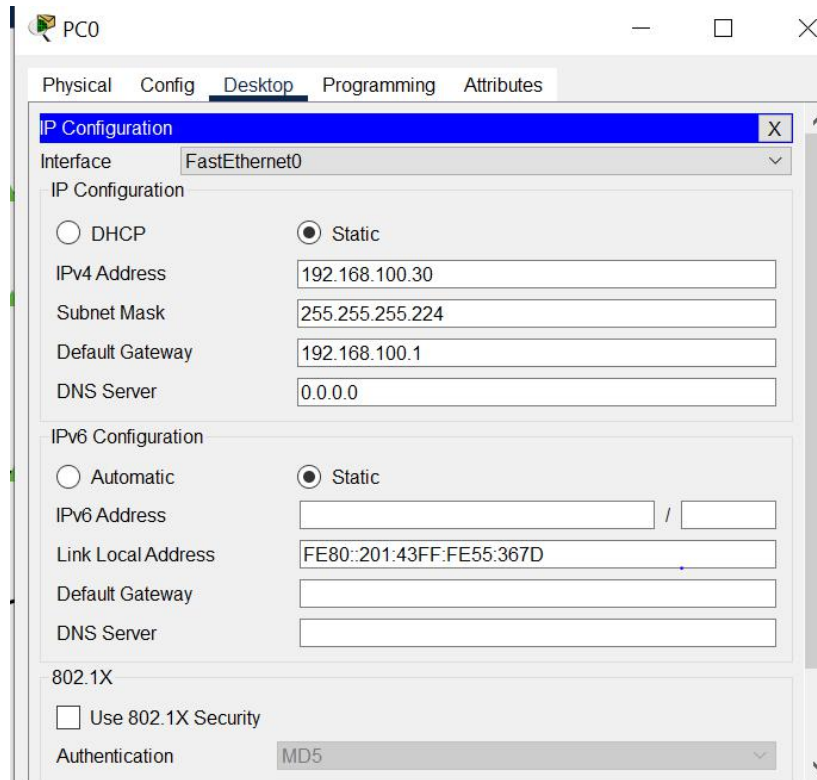 PC0
Physical Config Desktop Programming Attributes
IP Configuration X
Interface FastEthernet0
IP Configuration
DHCP Static
IPv4 Address 192.168.100.30
Subnet Mask 255.255.255.224
Default Gateway 192.168.100.1
DNS Server 0.0.0.0
IPv6 Configuration
Automatic Static
IPv6 Address /
Link Local Address FE80::201:43FF:FE55:367D
Default Gateway
DNS Server
802.1X
Use 802.1X Security
Authentication MD5